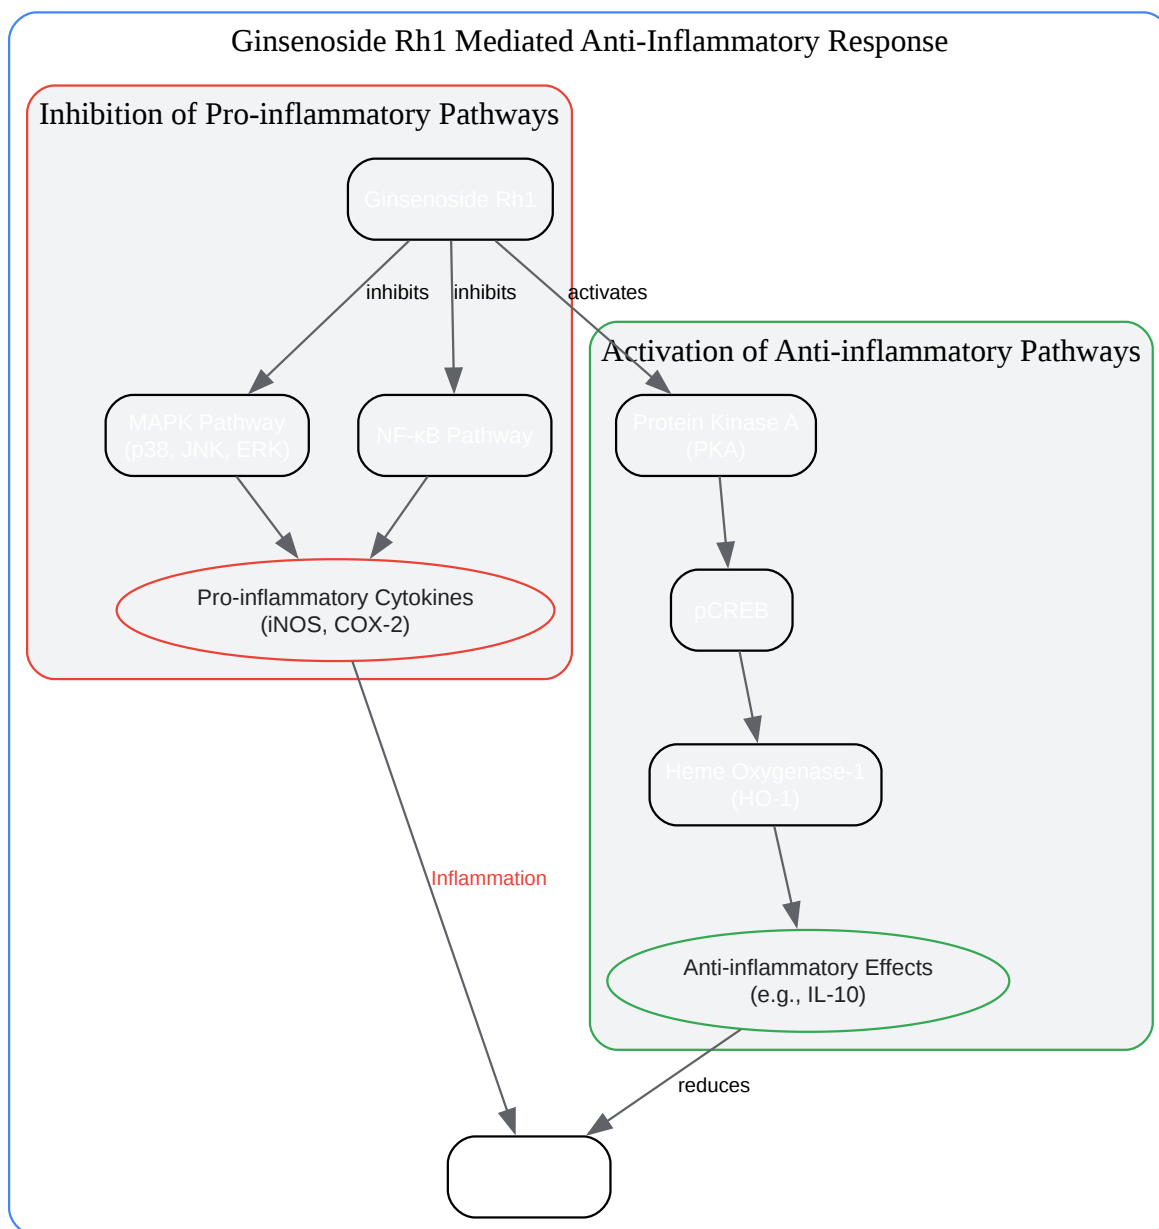 Ginsenoside Rh1 Mediated Anti-Inflammatory Response
Inhibition of Pro-inflammatory Pathways
Ginsenoside Rh1
inhibits
inhibits
activates
Activation of Anti-inflammatory Pathways
MAPK Pathway
(p38, JNK, ERK)
NF-κB Pathway
Protein Kinase A
(PKA)
Pro-inflammatory Cytokines
(iNOS, COX-2)
pCREB
Heme Oxygenase-1
(HO-1)
Inflammation
Anti-inflammatory Effects
(e.g., IL-10)
reduces